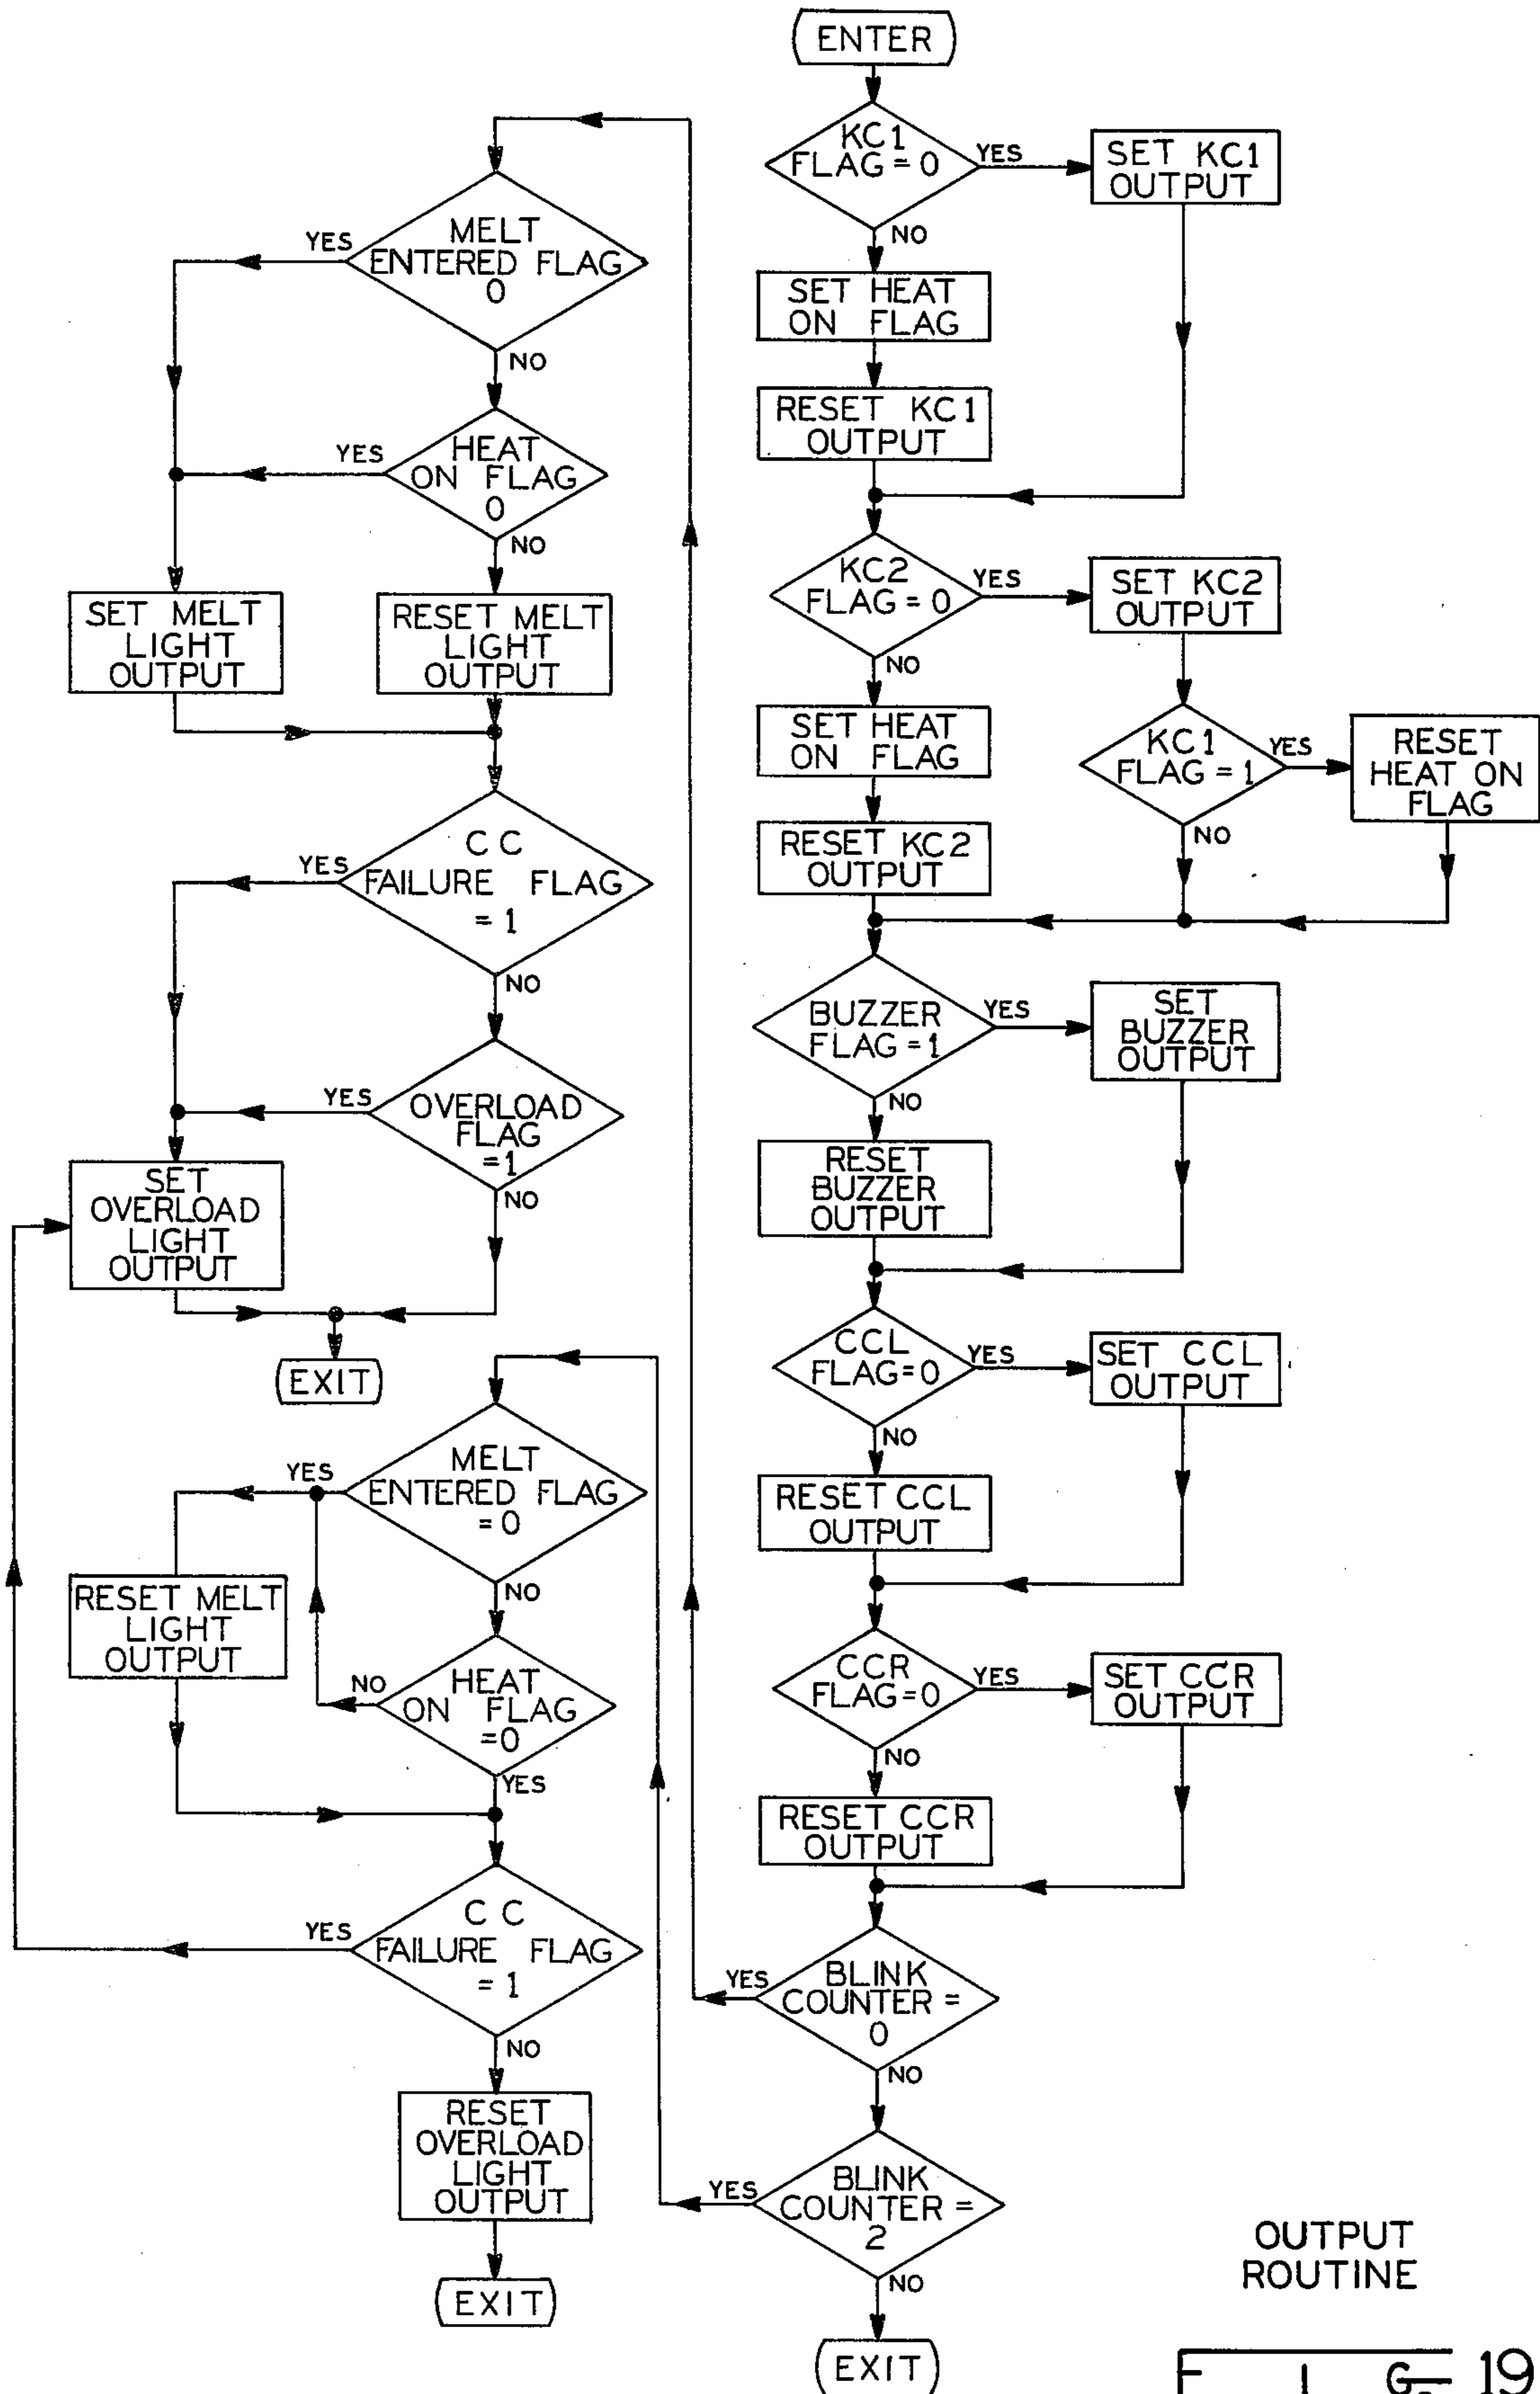 ENTER
KC1
FLAG = 0
YES
NO
SET KC1
OUTPUT
SET HEAT
ON FLAG
RESET KC1
OUTPUT
KC2
FLAG = 0
YES
NO
SET KC2
OUTPUT
SET HEAT
ON FLAG
KC1
FLAG = 1
YES
NO
RESET
HEAT ON
FLAG
RESET KC2
OUTPUT
BUZZER
FLAG = 1
YES
NO
SET
BUZZER
OUTPUT
RESET
BUZZER
OUTPUT
CCL
FLAG=0
YES
NO
SET CCL
OUTPUT
RESET CCL
OUTPUT
CCR
FLAG=0
YES
NO
SET CCR
OUTPUT
RESET CCR
OUTPUT
BLINK
COUNTER =
0
YES
NO
BLINK
COUNTER =
2
YES
NO
EXIT
MELT
ENTERED FLAG
0
YES
NO
HEAT
ON FLAG
0
YES
NO
SET MELT
LIGHT
OUTPUT
RESET MELT
LIGHT
OUTPUT
C C
FAILURE FLAG
= 1
YES
NO
OVERLOAD
FLAG
=1
YES
NO
SET
OVERLOAD
LIGHT
OUTPUT
EXIT
MELT
ENTERED FLAG
= 0
YES
NO
RESET MELT
LIGHT
OUTPUT
HEAT
ON FLAG
=0
NO
YES
C C
FAILURE FLAG
= 1
YES
NO
RESET
OVERLOAD
LIGHT
OUTPUT
EXIT
OUTPUT
ROUTINE
F I G. 19